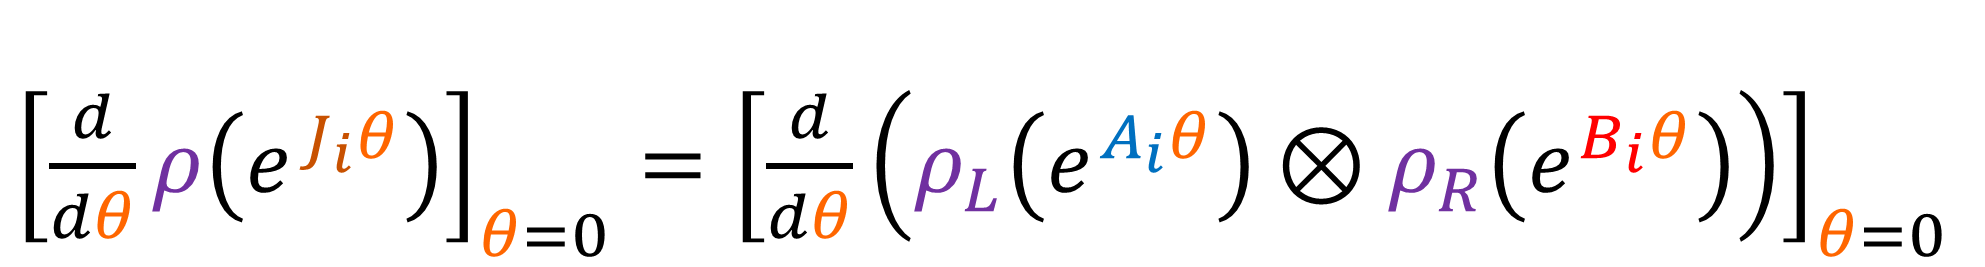 [d/dθ ρ(e^{J_i θ})]_{θ=0} = [d/dθ (ρ_L(e^{A_i θ}) ⊗ ρ_R(e^{B_i θ}))]_{θ=0}